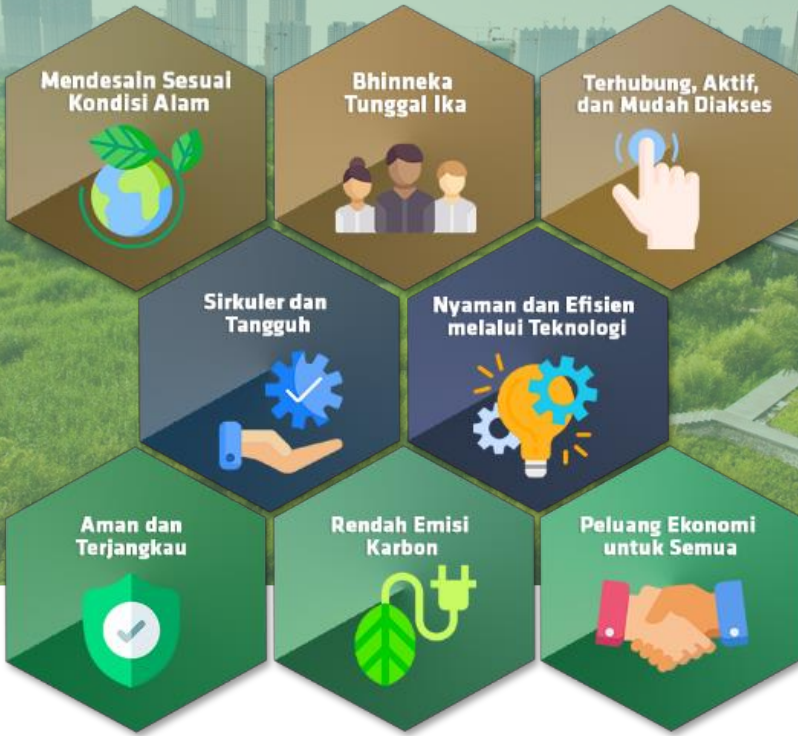 Mendesain Sesuai
Kondisi Alam
Bhinneka
Tunggal Ika
Terhubung, Aktif,
dan Mudah Diakses
Sirkuler dan
Tangguh
Nyaman dan Efisien
melalui Teknologi
Aman dan
Terjangkau
Rendah Emisi
Karbon
Peluang Ekonomi
untuk Semua